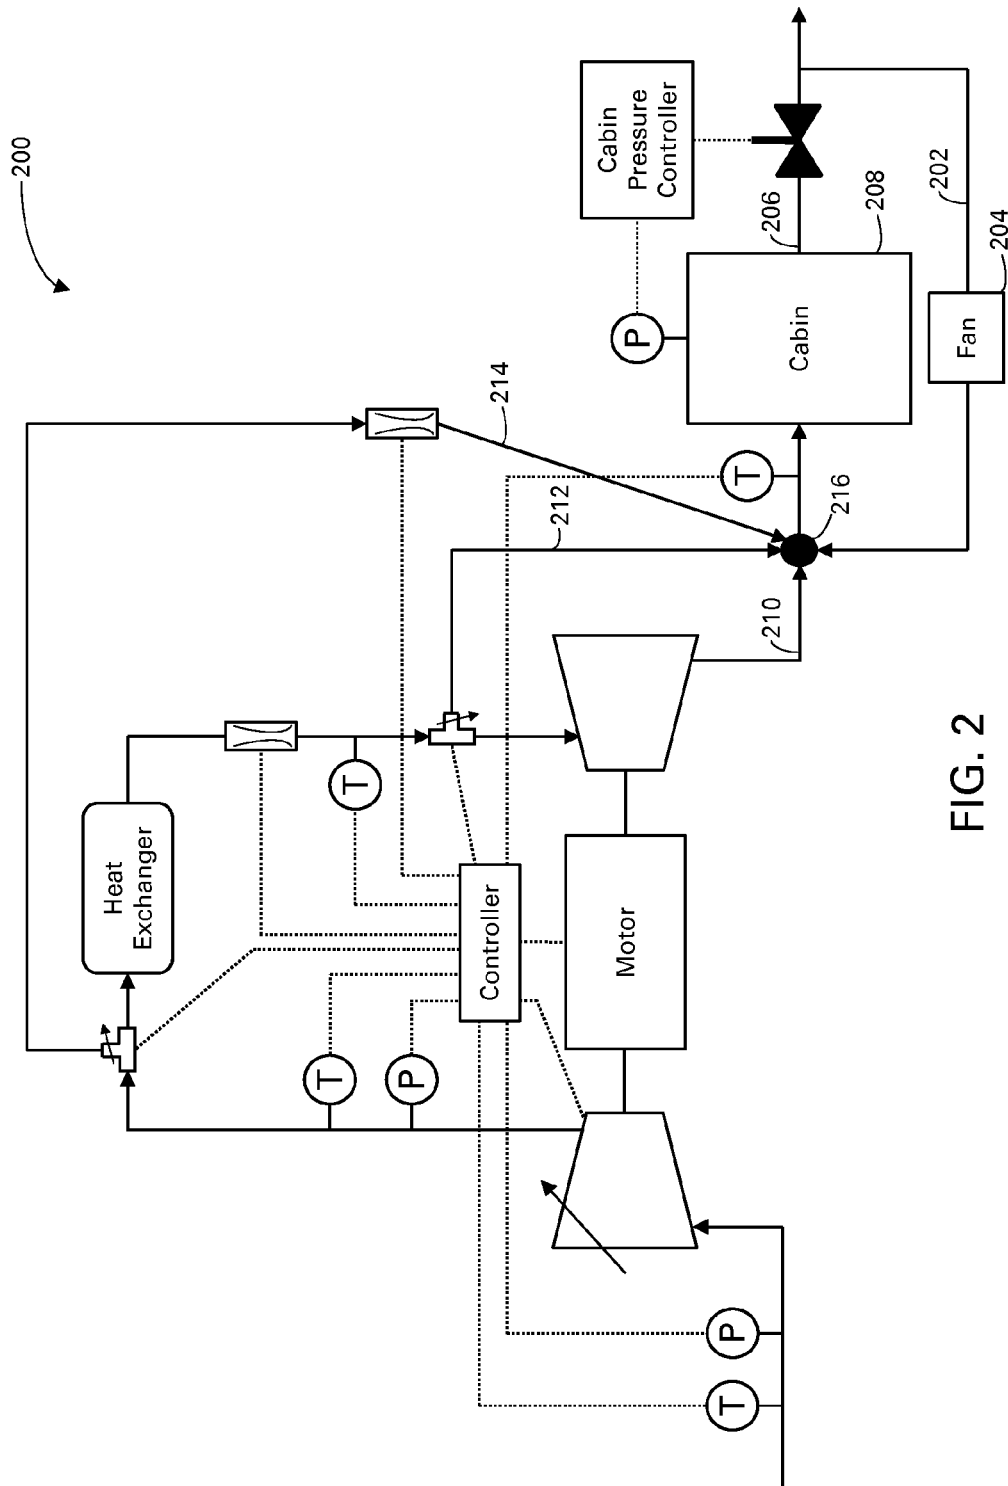 200
Heat
Exchanger
T
P
T
Controller
Motor
T
P
212
214
210
216
T
P
Cabin
Pressure
Controller
Cabin
206
208
202
Fan
204
FIG. 2